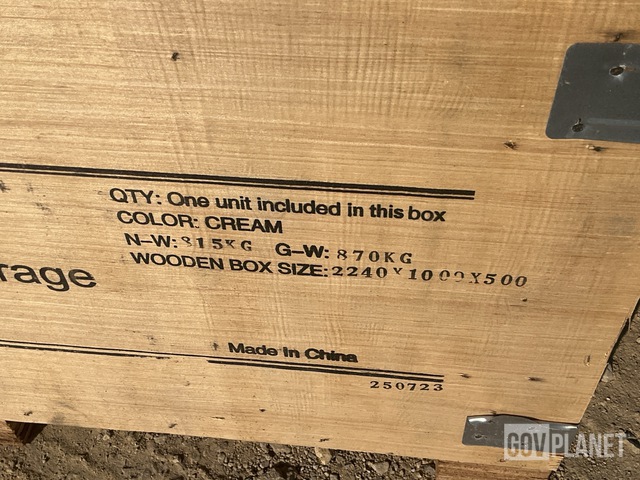 QTY: One unit included in this box
COLOR: CREAM
N-W: 815KG G-W: 870KG
WOODEN BOX SIZE: 2240X1000X500
rage
Made in China
250723
GOVPLANET